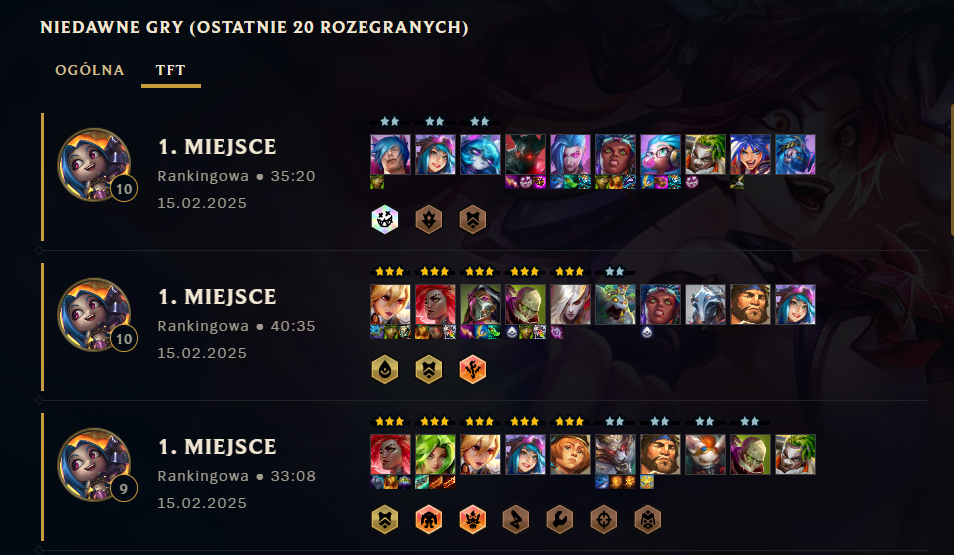 NIEDAWNE GRY (OSTATNIE 20 ROZEGRANYCH)
OGÓLNA TFT
1. MIEJSCE
Rankingowa ● 35:20
15.02.2025
10
1. MIEJSCE
Rankingowa ● 40:35
15.02.2025
10
1. MIEJSCE
Rankingowa ● 33:08
15.02.2025
9